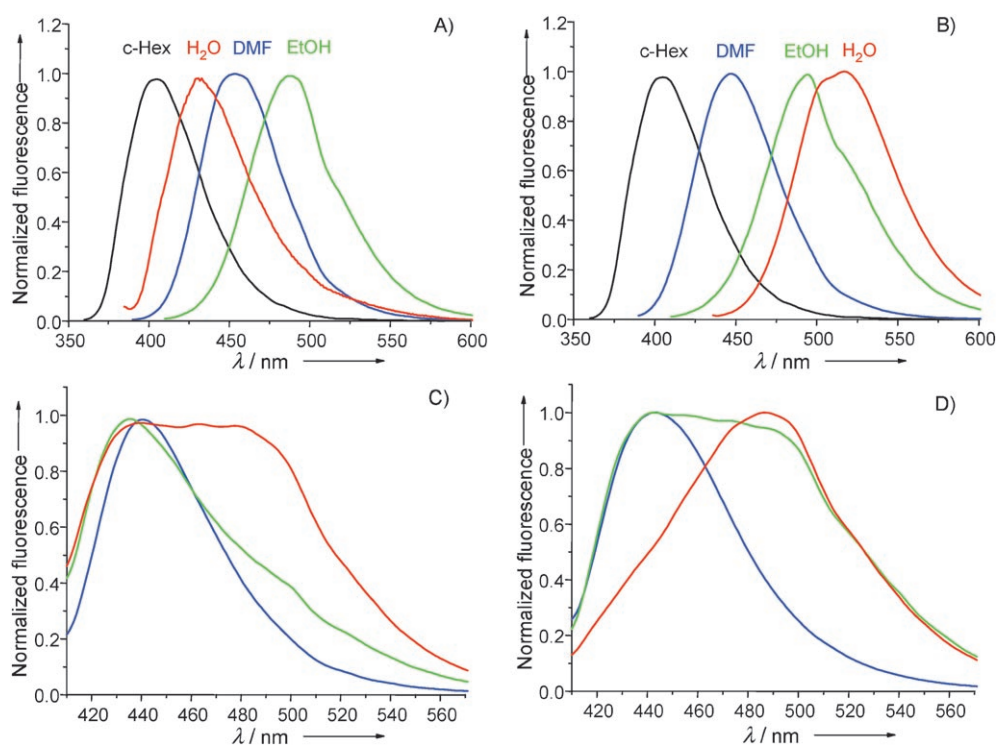 A)
c-Hex H₂O DMF EtOH
Normalized fluorescence
1.2
1.0
0.8
0.6
0.4
0.2
0.0
350 400 450 500 550 600
λ / nm
B)
c-Hex DMF EtOH H₂O
Normalized fluorescence
1.2
1.0
0.8
0.6
0.4
0.2
0.0
350 400 450 500 550 600
λ / nm
C)
Normalized fluorescence
1.0
0.8
0.6
0.4
0.2
0.0
420 440 460 480 500 520 540 560
λ / nm
D)
Normalized fluorescence
1.0
0.8
0.6
0.4
0.2
0.0
420 440 460 480 500 520 540 560
λ / nm